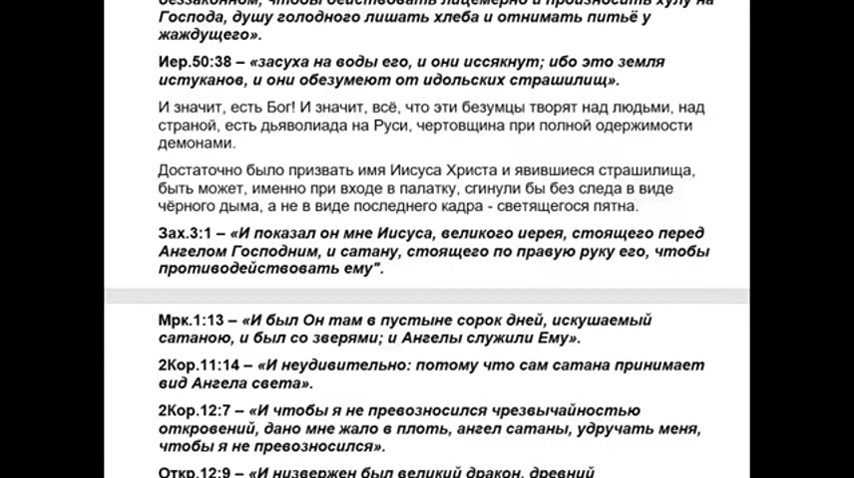 беззаконном, чтобы действовать лицемерно и произносить хулу на
Господа, душу голодного лишать хлеба и отнимать питьё у
жаждущего».
Иер.50:38 – «засуха на воды его, и они иссякнут; ибо это земля
истуканов, и они обезумеют от идольских страшилищ».
И значит, есть Бог! И значит, всё, что эти безумцы творят над людьми, над
страной, есть дьяволиада на Руси, чертовщина при полной одержимости
демонами.
Достаточно было призвать имя Иисуса Христа и явившиеся страшилища,
быть может, именно при входе в палатку, сгинули бы без следа в виде
чёрного дыма, а не в виде последнего кадра - светящегося пятна.
Зах.3:1 – «И показал он мне Иисуса, великого иерея, стоящего перед
Ангелом Господним, и сатану, стоящего по правую руку его, чтобы
противодействовать ему".
Мрк.1:13 – «И был Он там в пустыне сорок дней, искушаемый
сатаною, и был со зверями; и Ангелы служили Ему».
2Кор.11:14 – «И неудивительно: потому что сам сатана принимает
вид Ангела света».
2Кор.12:7 – «И чтобы я не превозносился чрезвычайностью
откровений, дано мне жало в плоть, ангел сатаны, удручать меня,
чтобы я не превозносился».
Откр.12:9 – «И низвержен был великий дракон, древний